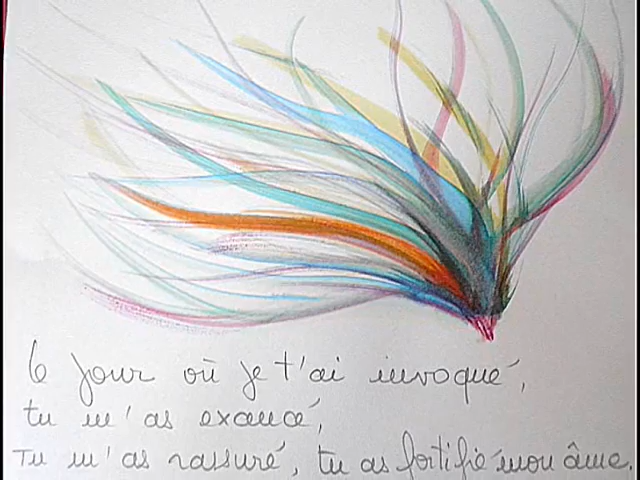 Le jour où je t'ai invoqué,
tu m'as exaucé,
Tu m'as rassuré, tu as fortifié mon âme.